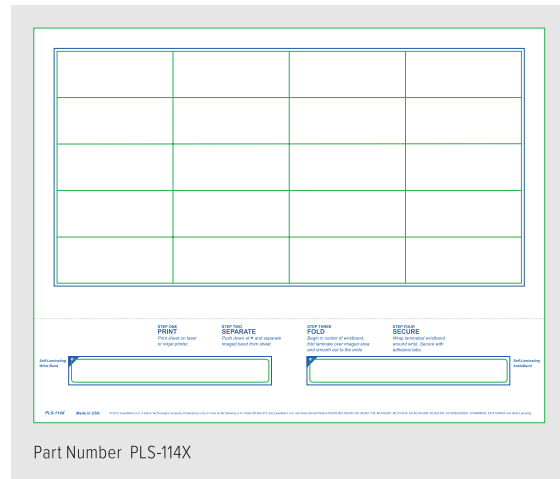 STEP ONE
PRINT
Print sheet on laser
or inkjet printer.
STEP TWO
SEPARATE
Push down at and separate
imaged band from sheet.
STEP THREE
FOLD
Begin in center of wristband,
fold laminate over imaged area
and smooth out to the ends.
STEP FOUR
SECURE
Wrap laminated wristband
around wrist. Secure with
adhesive tabs.
Self-Laminating
Wrist Band
Self-Laminating
AnkleBand
PLS-114X Made in USA
Part Number PLS-114X